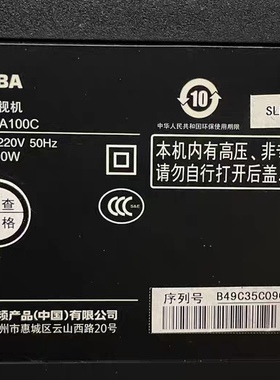 BA
视机
A100C
220V 50Hz
0W
10
中华人民共和国环保使用期限
SL
本机内有高压、非专
请勿自行打开后盖
CCC
S&E
查
格
频产品(中国)有限公司
州市惠城区云山西路20号
序列号
B49C35C09